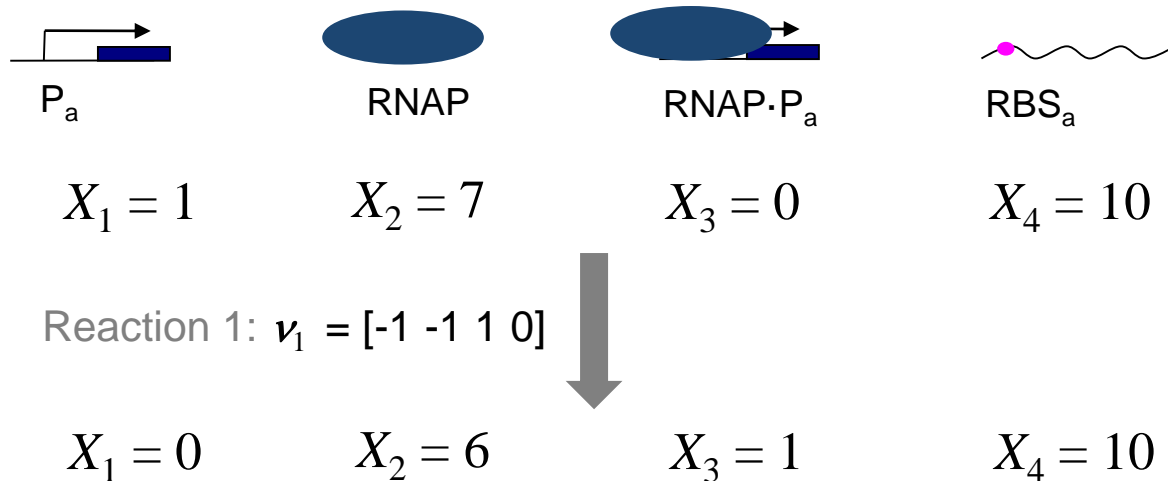 Pₐ RNAP RNAP·Pₐ RBSₐ
X₁ = 1 X₂ = 7 X₃ = 0 X₄ = 10
Reaction 1: ν₁ = [-1 -1 1 0]
X₁ = 0 X₂ = 6 X₃ = 1 X₄ = 10